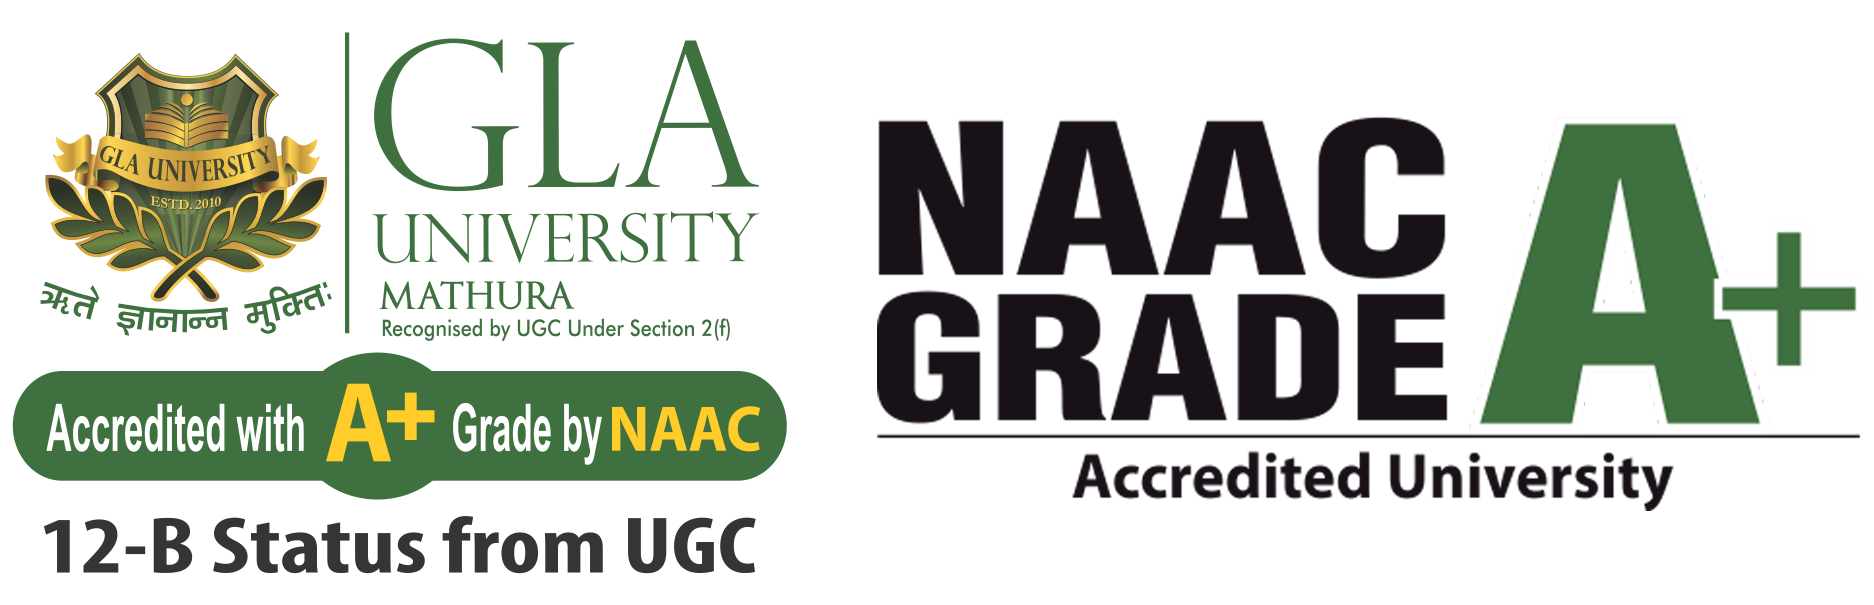 GLA UNIVERSITY
ESTD. 2010
ऋते ज्ञानान्न मुक्तिः
GLA
UNIVERSITY
MATHURA
Recognised by UGC Under Section 2(f)
Accredited with A+ Grade by NAAC
12-B Status from UGC
NAAC
GRADE A+
Accredited University